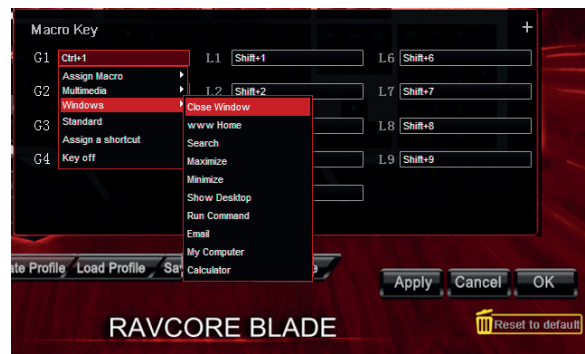 Macro Key +
G1 Ctrl+1 L1 Shift+1 L6 Shift+6
Assign Macro
G2 Multimedia L2 Shift+2 L7 Shift+7
Windows Close Window
G3 Standard www Home L8 Shift+8
Assign a shortcut Search
G4 Key off Maximize L9 Shift+9
Minimize
Show Desktop
Run Command
Email
My Computer
Calculator
Profile Load Profile
Apply Cancel OK
RAVCORE BLADE
Reset to default